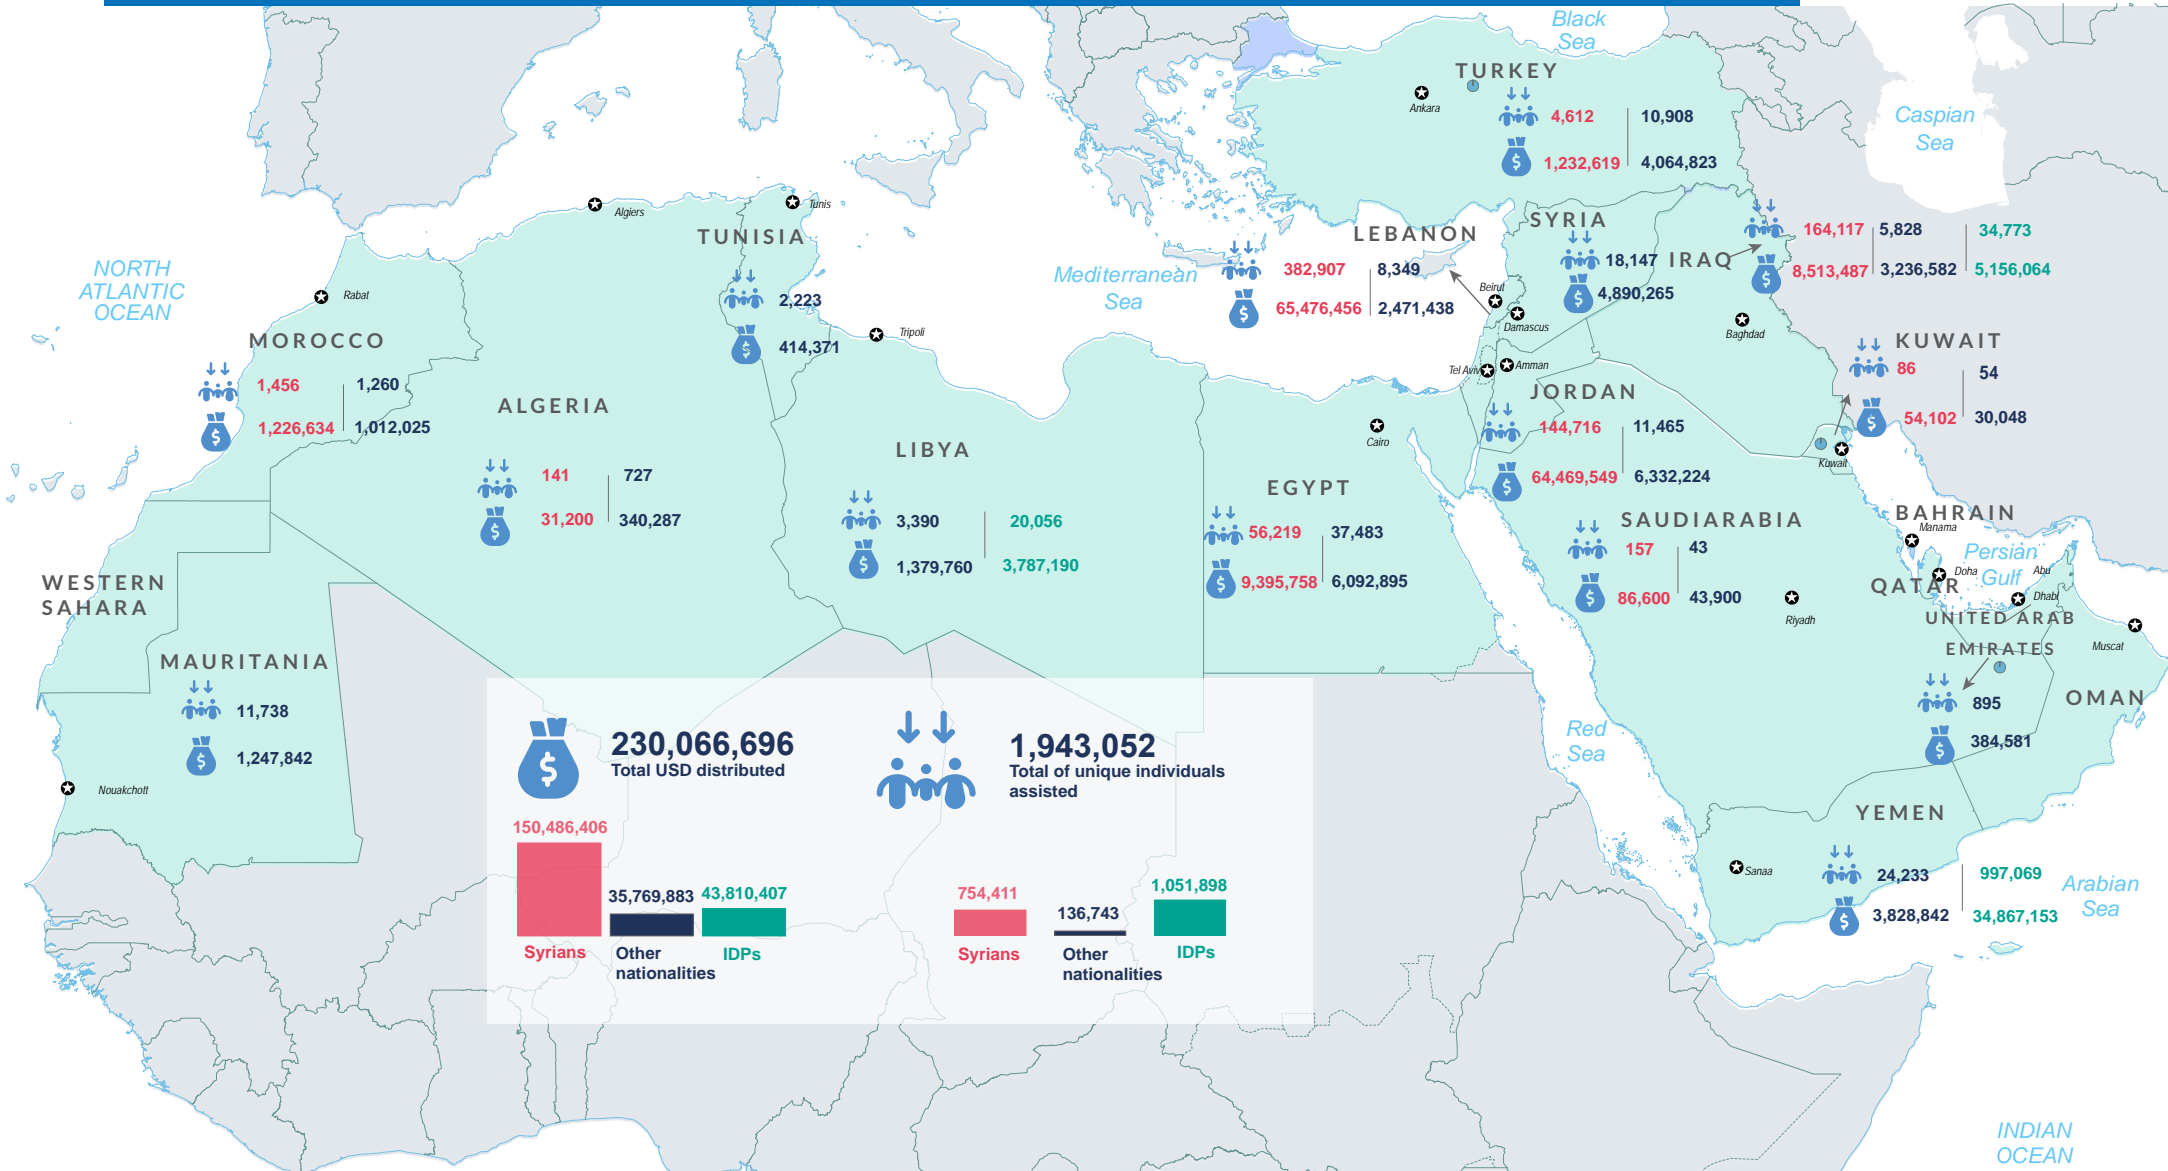 Black
Sea
TURKEY
Ankara
4,612 10,908
1,232,619 4,064,823
Caspian
Sea
Algiers
Tunis
TUNISIA
2,223
414,371
NORTH
ATLANTIC
OCEAN
Rabat
MOROCCO
1,456 1,260
1,226,634 1,012,025
Mediterranean
Sea
Tripoli
LEBANON
382,907 8,349
65,476,456 2,471,438
Beirut
SYRIA
18,147
4,890,265
Damascus
IRAQ
164,117 5,828 34,773
8,513,487 3,236,582 5,156,064
Baghdad
KUWAIT
86 54
54,102 30,048
Kuwait
Tel Aviv
Amman
JORDAN
144,716 11,465
64,469,549 6,332,224
ALGERIA
141 727
31,200 340,287
LIBYA
3,390 20,056
1,379,760 3,787,190
Cairo
EGYPT
56,219 37,483
9,395,758 6,092,895
SAUDIARABIA
157 43
86,600 43,900
Riyadh
BAHRAIN
Manama
Persian
Gulf
QATAR
Doha
Abu
Dhabi
UNITED ARAB
EMIRATES
895
384,581
Muscat
OMAN
WESTERN
SAHARA
MAURITANIA
11,738
1,247,842
Nouakchott
Red
Sea
YEMEN
Sanaa
24,233 997,069
3,828,842 34,867,153
Arabian
Sea
230,066,696
Total USD distributed
150,486,406
35,769,883
43,810,407
Syrians
Other
nationalities
IDPs
1,943,052
Total of unique individuals
assisted
754,411
136,743
1,051,898
Syrians
Other
nationalities
IDPs
INDIAN
OCEAN